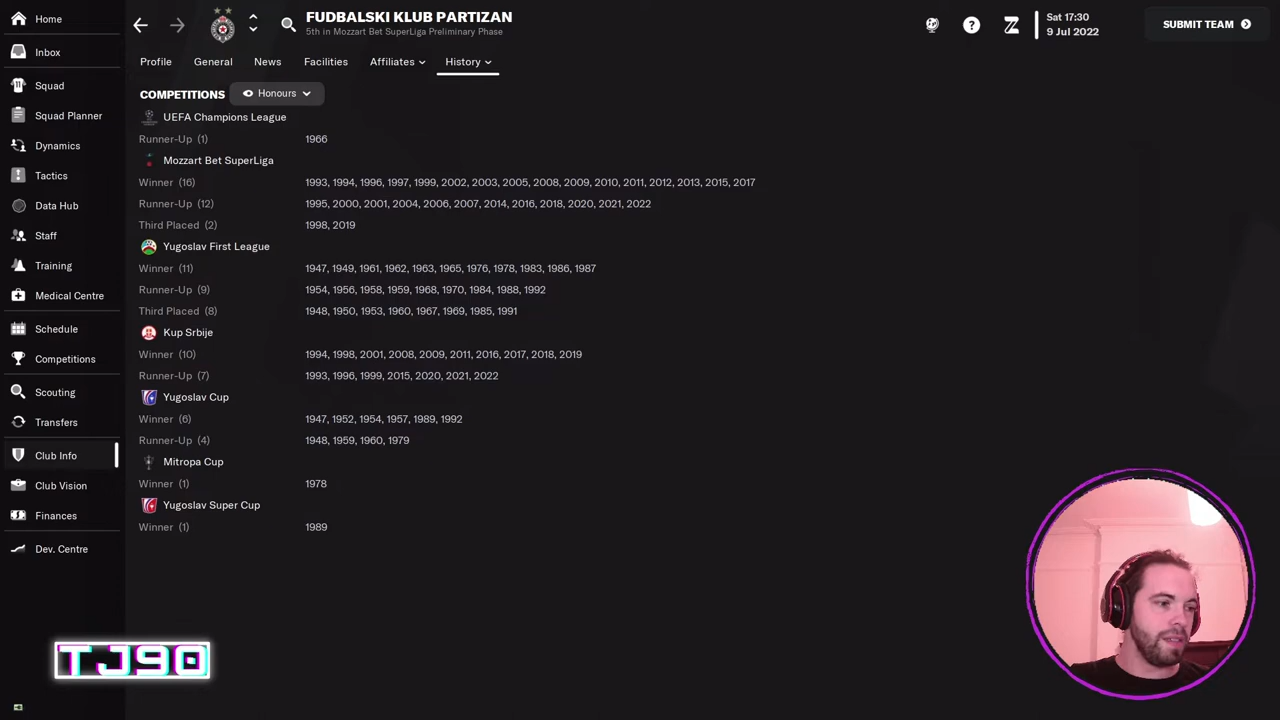 Home
FUDBALSKI KLUB PARTIZAN
5th in Mozzart Bet SuperLiga Preliminary Phase
Sat 17:30
9 Jul 2022
SUBMIT TEAM
Inbox
Squad
Squad Planner
Dynamics
Tactics
Data Hub
Staff
Training
Medical Centre
Schedule
Competitions
Scouting
Transfers
Club Info
Club Vision
Finances
Dev. Centre
Profile General News Facilities Affiliates History
COMPETITIONS Honours
UEFA Champions League
Runner-Up (1) 1966
Mozzart Bet SuperLiga
Winner (16) 1993, 1994, 1996, 1997, 1999, 2002, 2003, 2005, 2008, 2009, 2010, 2011, 2012, 2013, 2015, 2017
Runner-Up (12) 1995, 2000, 2001, 2004, 2006, 2007, 2014, 2016, 2018, 2020, 2021, 2022
Third Placed (2) 1998, 2019
Yugoslav First League
Winner (11) 1947, 1949, 1961, 1962, 1963, 1965, 1976, 1978, 1983, 1986, 1987
Runner-Up (9) 1954, 1956, 1958, 1959, 1968, 1970, 1984, 1988, 1992
Third Placed (8) 1948, 1950, 1953, 1960, 1967, 1969, 1985, 1991
Kup Srbije
Winner (10) 1994, 1998, 2001, 2008, 2009, 2011, 2016, 2017, 2018, 2019
Runner-Up (7) 1993, 1996, 1999, 2015, 2020, 2021, 2022
Yugoslav Cup
Winner (6) 1947, 1952, 1954, 1957, 1989, 1992
Runner-Up (4) 1948, 1959, 1960, 1979
Mitropa Cup
Winner (1) 1978
Yugoslav Super Cup
Winner (1) 1989
TJ90